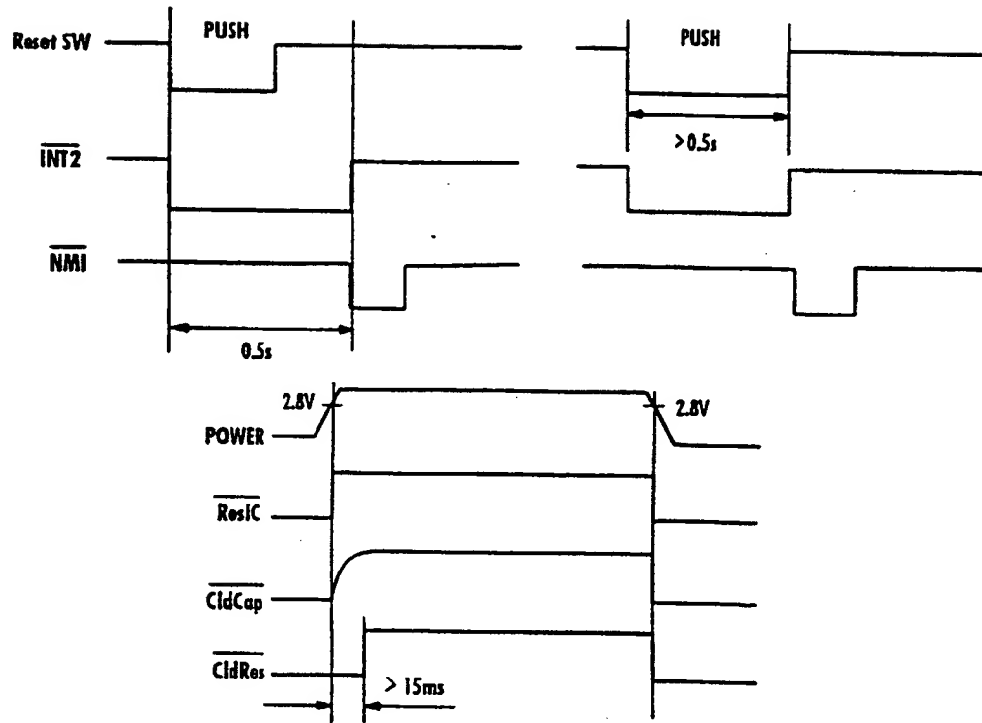 Reset SW PUSH PUSH
>0.5s
INT2
NMI
0.5s
2.8V 2.8V
POWER
ResIC
CldCap
CldRes
> 15ms